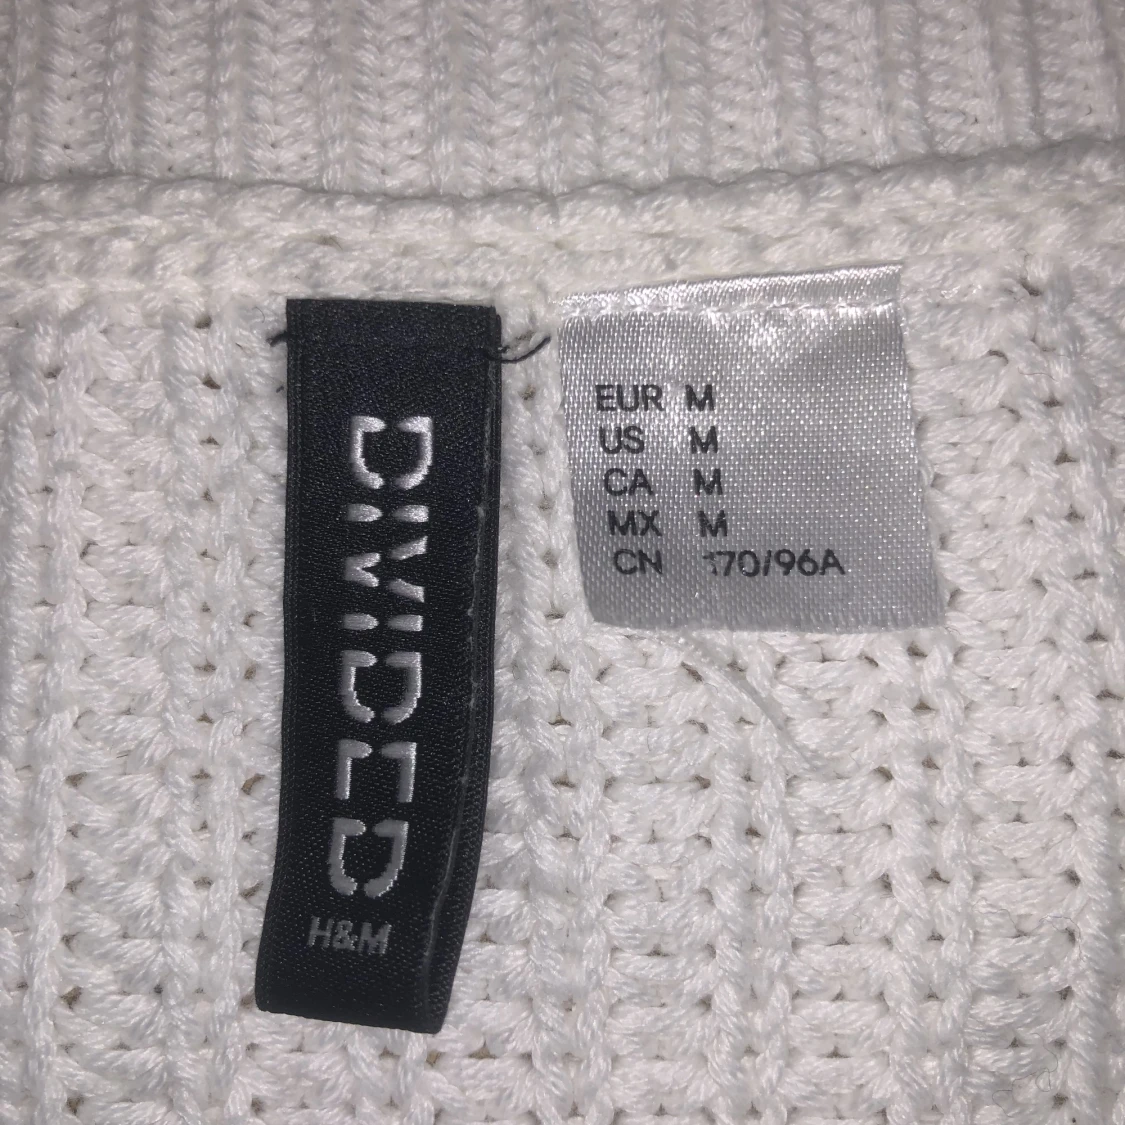 DIVIDED
H&M
EUR M
US M
CA M
MX M
CN 170/96A